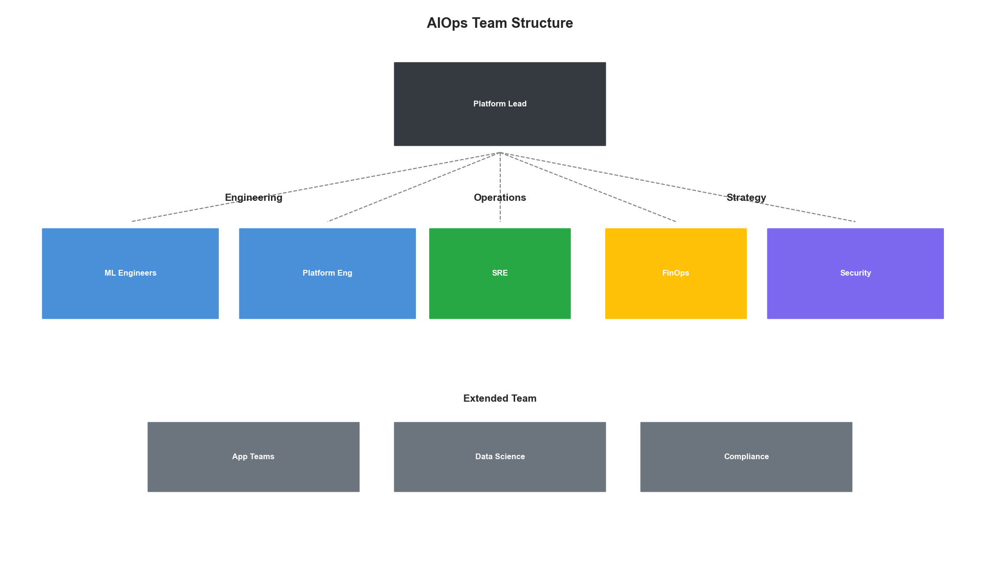 AIOps Team Structure
Platform Lead
Engineering
Operations
Strategy
ML Engineers
Platform Eng
SRE
FinOps
Security
Extended Team
App Teams
Data Science
Compliance